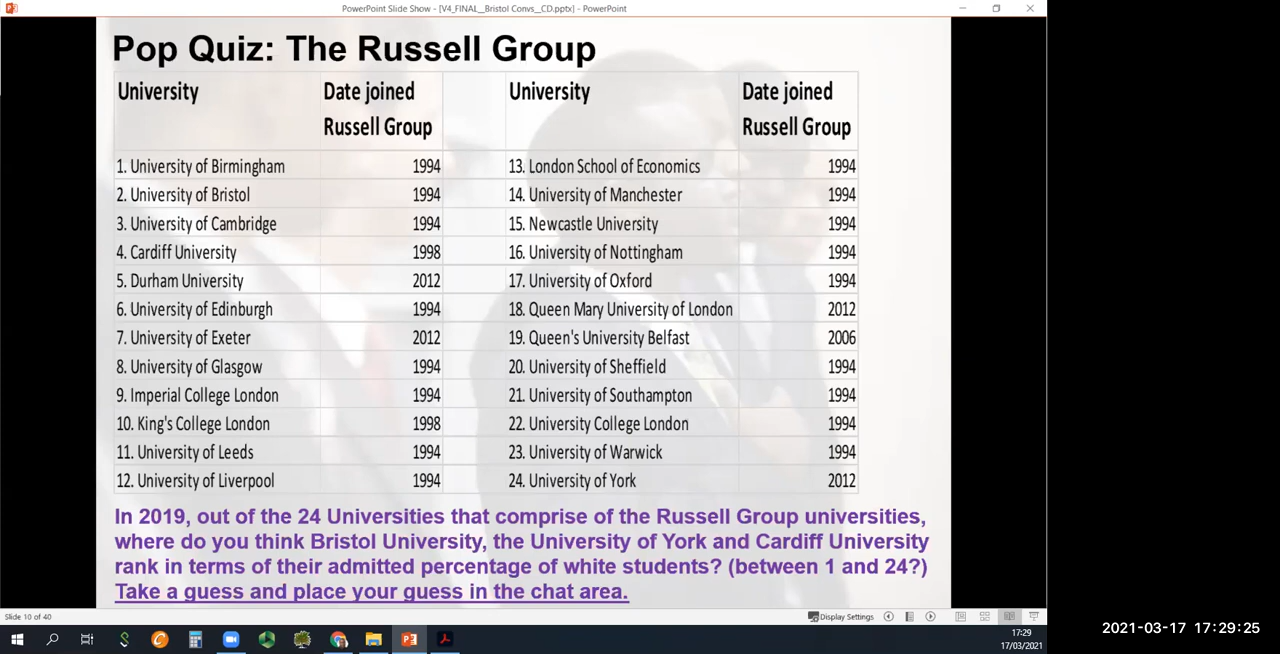 PowerPoint Slide Show - [V4_FINAL__Bristol Convs__CD.pptx] - PowerPoint
Pop Quiz: The Russell Group
University Date joined Russell Group University Date joined Russell Group
1. University of Birmingham 1994 13. London School of Economics 1994
2. University of Bristol 1994 14. University of Manchester 1994
3. University of Cambridge 1994 15. Newcastle University 1994
4. Cardiff University 1998 16. University of Nottingham 1994
5. Durham University 2012 17. University of Oxford 1994
6. University of Edinburgh 1994 18. Queen Mary University of London 2012
7. University of Exeter 2012 19. Queen's University Belfast 2006
8. University of Glasgow 1994 20. University of Sheffield 1994
9. Imperial College London 1994 21. University of Southampton 1994
10. King's College London 1998 22. University College London 1994
11. University of Leeds 1994 23. University of Warwick 1994
12. University of Liverpool 1994 24. University of York 2012
In 2019, out of the 24 Universities that comprise of the Russell Group universities,
where do you think Bristol University, the University of York and Cardiff University
rank in terms of their admitted percentage of white students? (between 1 and 24?)
Take a guess and place your guess in the chat area.
Slide 10 of 40 Display Settings
17:29
17/03/2021
2021-03-17 17:29:25